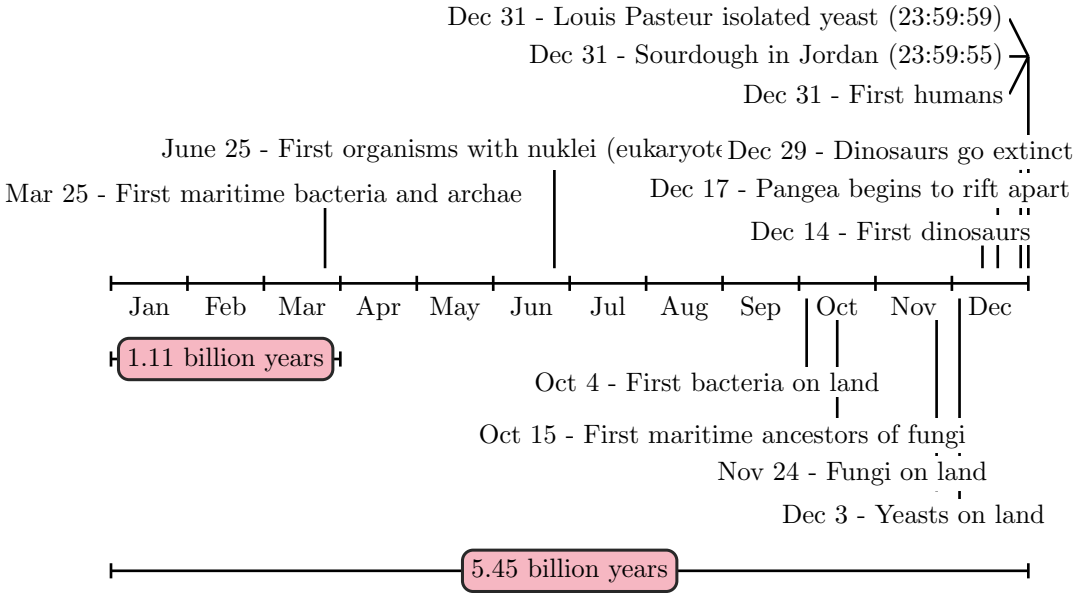 Dec 31 - Louis Pasteur isolated yeast (23:59:59)
Dec 31 - Sourdough in Jordan (23:59:55)
Dec 31 - First humans
June 25 - First organisms with nuklei (eukaryote
Dec 29 - Dinosaurs go extinct
Mar 25 - First maritime bacteria and archae
Dec 17 - Pangea begins to rift apart
Dec 14 - First dinosaurs
Jan Feb Mar Apr May Jun Jul Aug Sep Oct Nov Dec
1.11 billion years
Oct 4 - First bacteria on land
Oct 15 - First maritime ancestors of fungi
Nov 24 - Fungi on land
Dec 3 - Yeasts on land
5.45 billion years